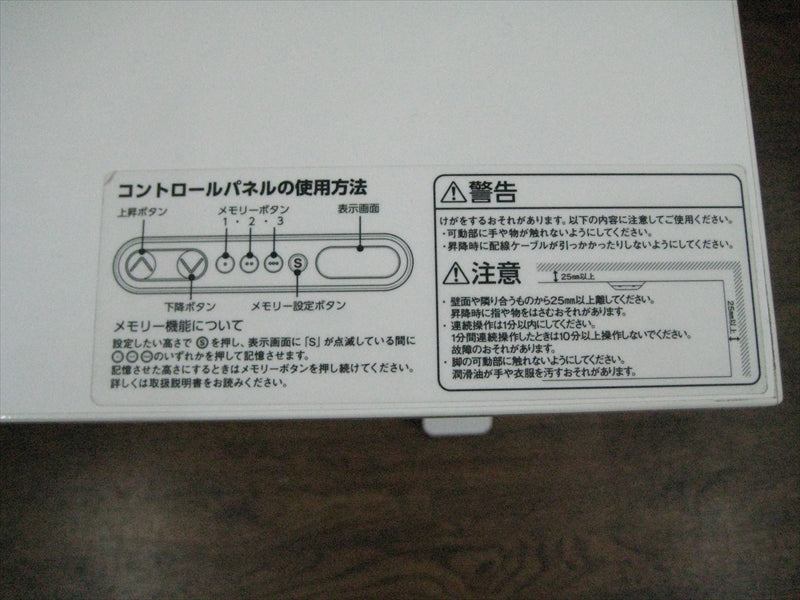 コントロールパネルの使用方法
上昇ボタン
メモリーボタン
1・2・3
表示画面
S
下降ボタン
メモリー設定ボタン
メモリー機能について
設定したい高さでⓈを押し、表示画面に「S」が点滅している間に
のいずれかを押して記憶させます。
記憶させた高さにするときはメモリーボタンを押し続けてください。
詳しくは取扱説明書をお読みください。
⚠警告
けがをするおそれがあります。以下の内容に注意してご使用ください。
・可動部に手や物が触れないようにしてください。
・昇降時に配線ケーブルが引っかかったりしないようにしてください。
⚠注意
25mm以上
・壁面や隣り合うものから25mm以上離してください。
昇降時に指や物をはさむおそれがあります。
・連続操作は1分以内にしてください。
1分間連続操作したときは10分以上操作しないでください。
故障のおそれがあります。
・脚の可動部に触れないようにしてください。
潤滑油が手や衣服を汚すおそれがあります。
25mm以上